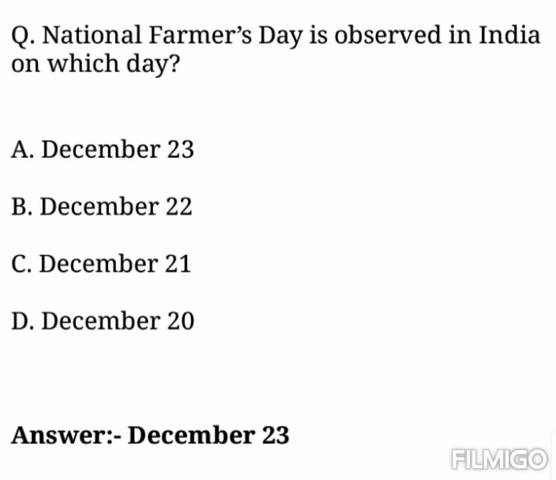 Q. National Farmer’s Day is observed in India
on which day?
A. December 23
B. December 22
C. December 21
D. December 20
Answer:- December 23
FILMIGO